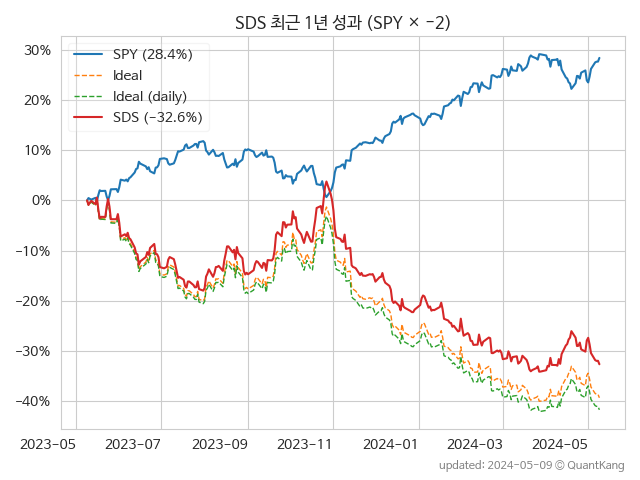 SDS 최근 1년 성과 (SPY × −2)
SPY (28.4%)
Ideal
Ideal (daily)
SDS (−32.6%)
30%
20%
10%
0%
−10%
−20%
−30%
−40%
2023-05 2023-07 2023-09 2023-11 2024-01 2024-03 2024-05
updated: 2024-05-09 © QuantKang